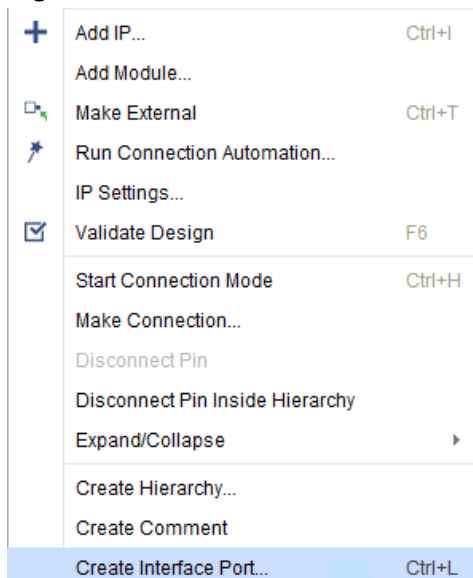 Add IP... Ctrl+I
Add Module...
Make External Ctrl+T
Run Connection Automation...
IP Settings...
Validate Design F6
Start Connection Mode Ctrl+H
Make Connection...
Disconnect Pin
Disconnect Pin Inside Hierarchy
Expand/Collapse
Create Hierarchy...
Create Comment
Create Interface Port... Ctrl+L